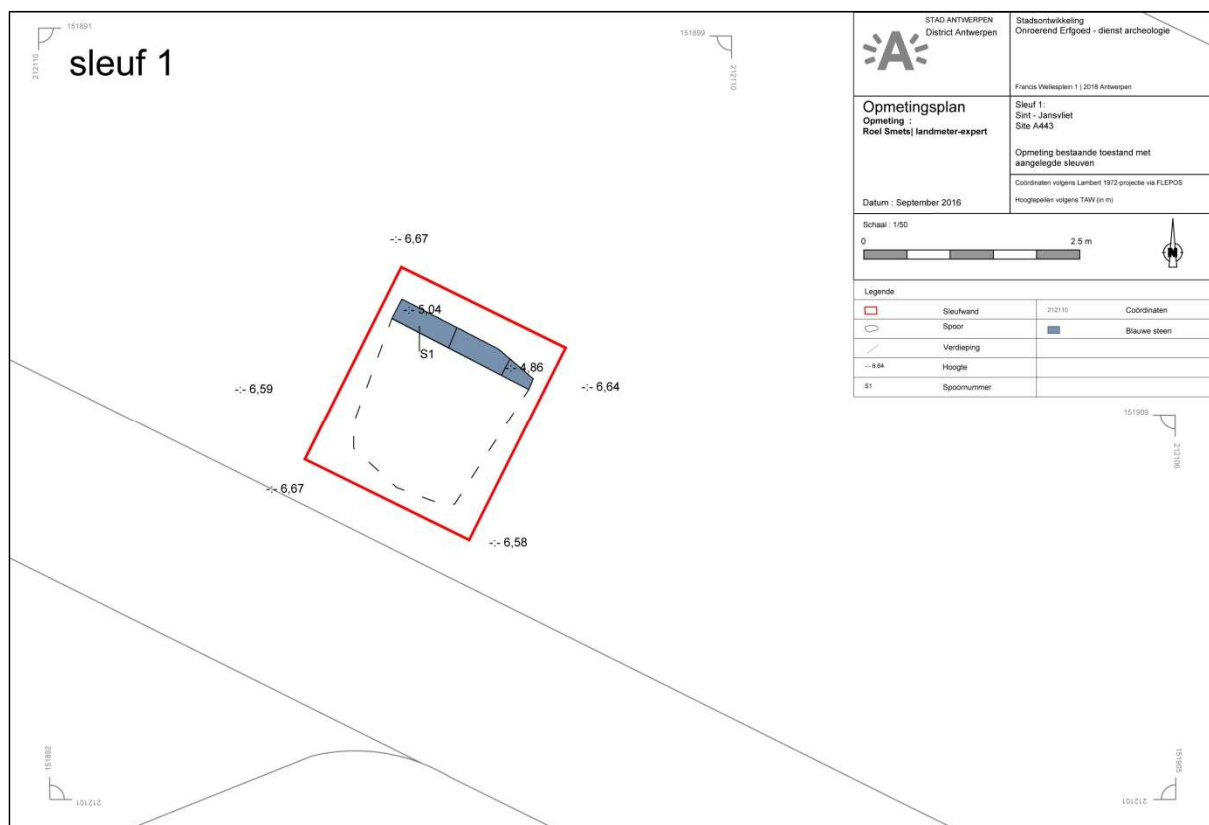 151691
212110
sleuf 1
151899
212110
STAD ANTWERPEN
District Antwerpen
Stadsontwikkeling
Onroerend Erfgoed - dienst archeologie
Francis Wellesplein 1 | 2018 Antwerpen
Opmetingsplan
Opmeting :
Roel Smets| landmeter-expert
Datum : September 2016
Sleuf 1:
Sint - Jansvliet
Site A443
Opmeting bestaande toestand met
aangelegde sleuven
Coördinaten volgens Lambert 1972-projectie via FLEPOS
Hoogtepeilen volgens TAW (in m)
Schaal : 1/50
0 2.5 m
N
Legende
Sleufwand
212110 Coördinaten
Spoor
Blauwe steen
Verdieping
-:- 6.64 Hoogte
S1 Spoornummer
-:- 6,67
-:- 5,04
S1
-:- 4,86
-:- 6,59
-:- 6,64
-:- 6,67
-:- 6,58
151909
212106
151892
212101
151905
212101